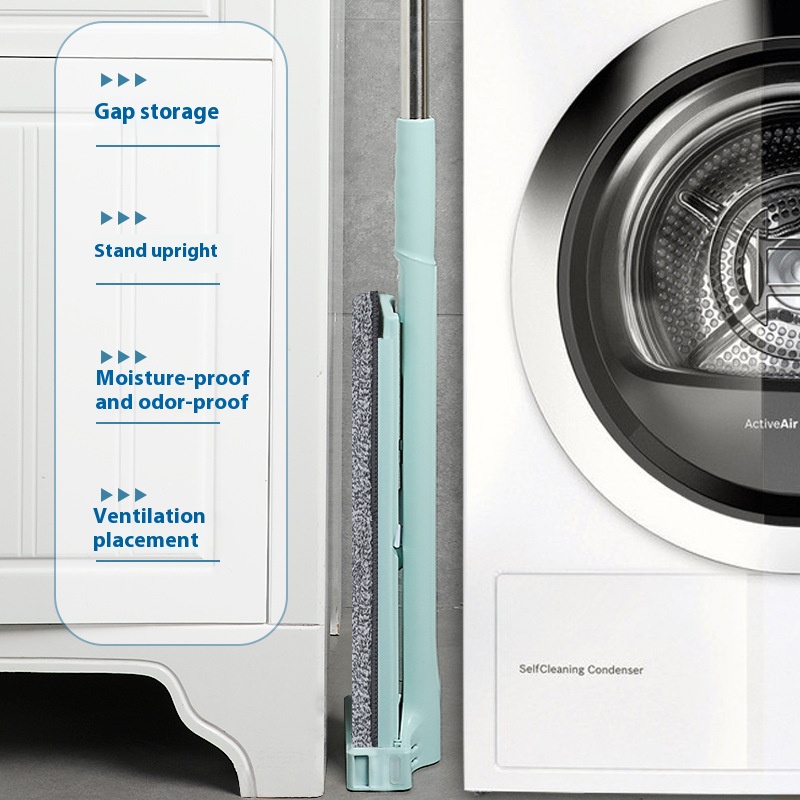 Gap storage
Stand upright
Moisture-proof
and odor-proof
Ventilation
placement
ActiveAir
SelfCleaning Condenser